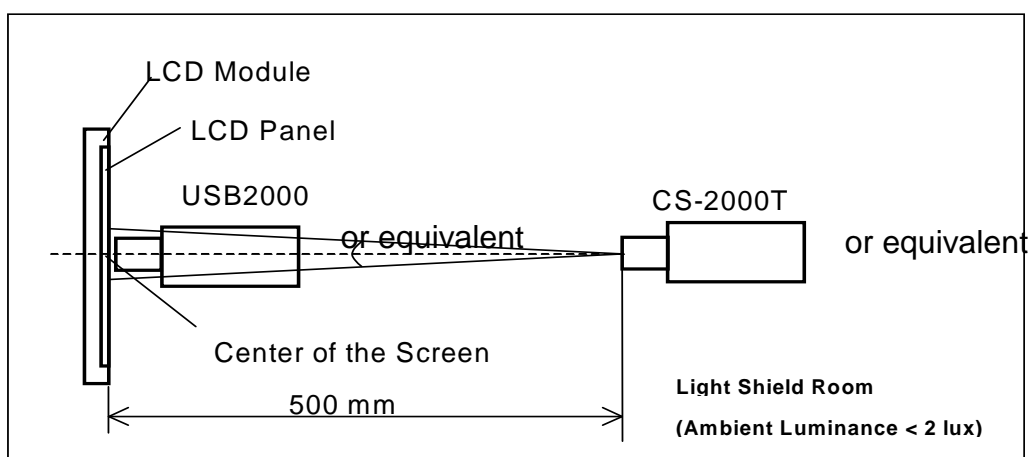 LCD Module
LCD Panel
USB2000
or equivalent
CS-2000T
or equivalent
Center of the Screen
500 mm
Light Shield Room
(Ambient Luminance < 2 lux)